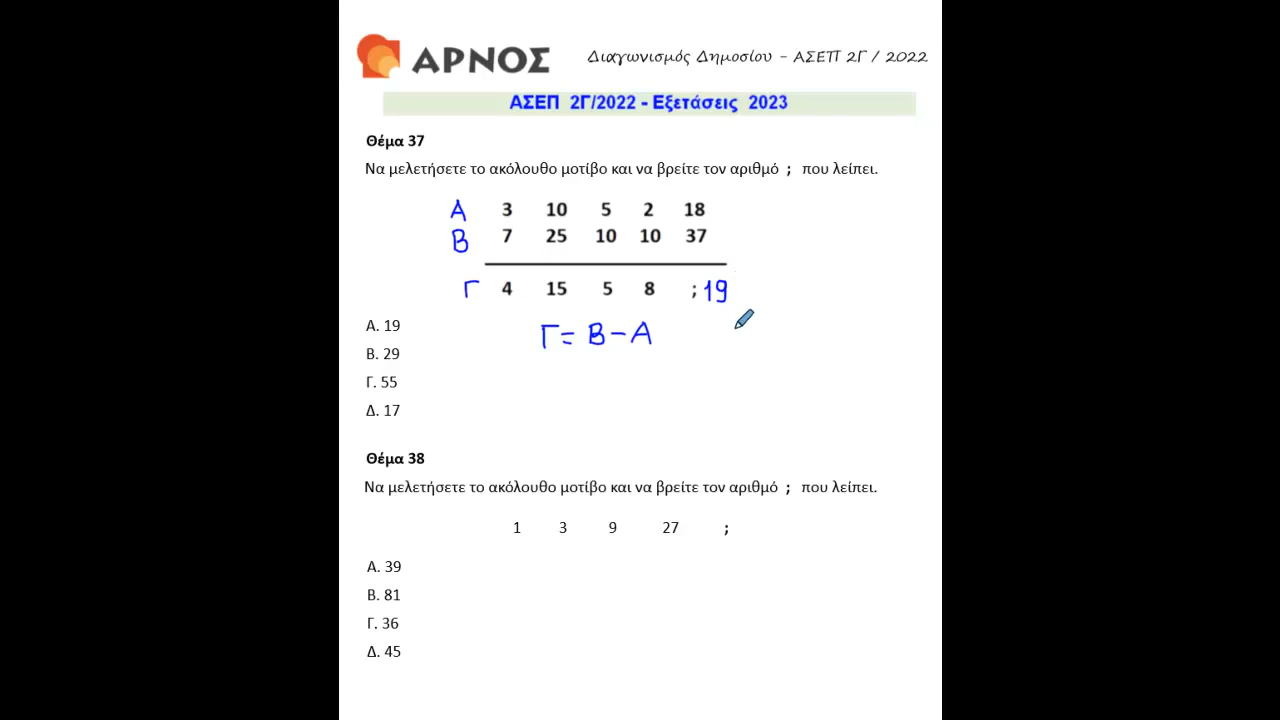 ΑΡΝΟΣ Διαγωνισμός Δημοσίου - ΑΣΕΠ 2Γ / 2022
ΑΣΕΠ 2Γ/2022 - Εξετάσεις 2023
Θέμα 37
Να μελετήσετε το ακόλουθο μοτίβο και να βρείτε τον αριθμό ; που λείπει.
Α 3 10 5 2 18
Β 7 25 10 10 37
Γ 4 15 5 8 ; 19
Α. 19
Γ = Β - Α
Β. 29
Γ. 55
Δ. 17
Θέμα 38
Να μελετήσετε το ακόλουθο μοτίβο και να βρείτε τον αριθμό ; που λείπει.
1 3 9 27 ;
Α. 39
Β. 81
Γ. 36
Δ. 45